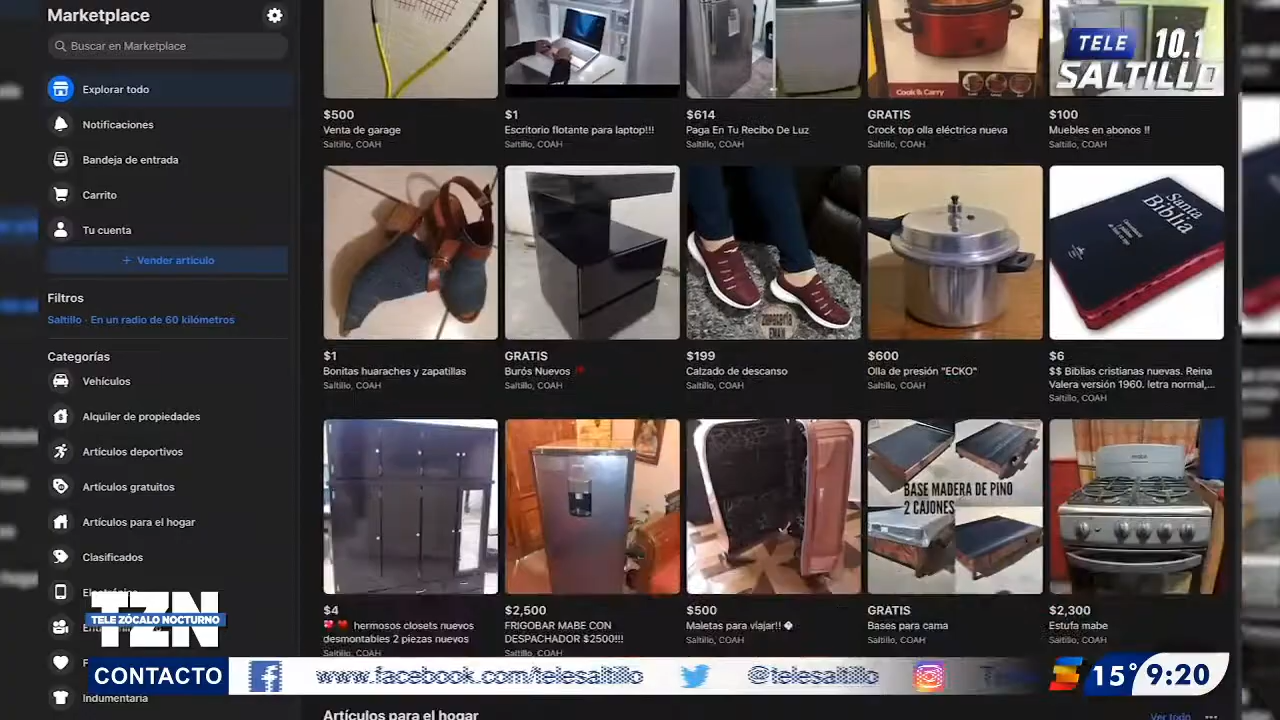 Marketplace
Buscar en Marketplace
Explorar todo
Notificaciones
Bandeja de entrada
Carrito
Tu cuenta
+ Vender artículo
Filtros
Saltillo · En un radio de 60 kilómetros
Categorías
Vehículos
Alquiler de propiedades
Artículos deportivos
Artículos gratuitos
Artículos para el hogar
Clasificados
Indumentaria
$500
Venta de garage
Saltillo, COAH
$1
Escritorio flotante para laptop!!!
Saltillo, COAH
$614
Paga En Tu Recibo De Luz
Saltillo, COAH
Cook & Carry
GRATIS
Crock top olla eléctrica nueva
Saltillo, COAH
$100
Muebles en abonos !!
Saltillo, COAH
TELE 10.1
SALTILLO
$1
Bonitas huaraches y zapatillas
Saltillo, COAH
GRATIS
Burós Nuevos
Saltillo, COAH
Zapatería
EMAN
$199
Calzado de descanso
Saltillo, COAH
$600
Olla de presión "ECKO"
Saltillo, COAH
Santa
Biblia
$6
$$ Biblias cristianas nuevas. Reina
Valera versión 1960. letra normal,...
Saltillo, COAH
$4
hermosos closets nuevos
desmontables 2 piezas nuevos
Saltillo, COAH
$2,500
FRIGOBAR MABE CON
DESPACHADOR $2500!!!
Saltillo, COAH
$500
Maletas para viajar!! �
Saltillo, COAH
BASE MADERA DE PINO
2 CAJONES
GRATIS
Bases para cama
Saltillo, COAH
$2,300
Estufa mabe
Saltillo, COAH
TZN
TELE ZÓCALO NOCTURNO
CONTACTO
www.facebook.com/telesaltillo
@telesaltillo
15° 9:20
Artículos para el hogar
Ver todo